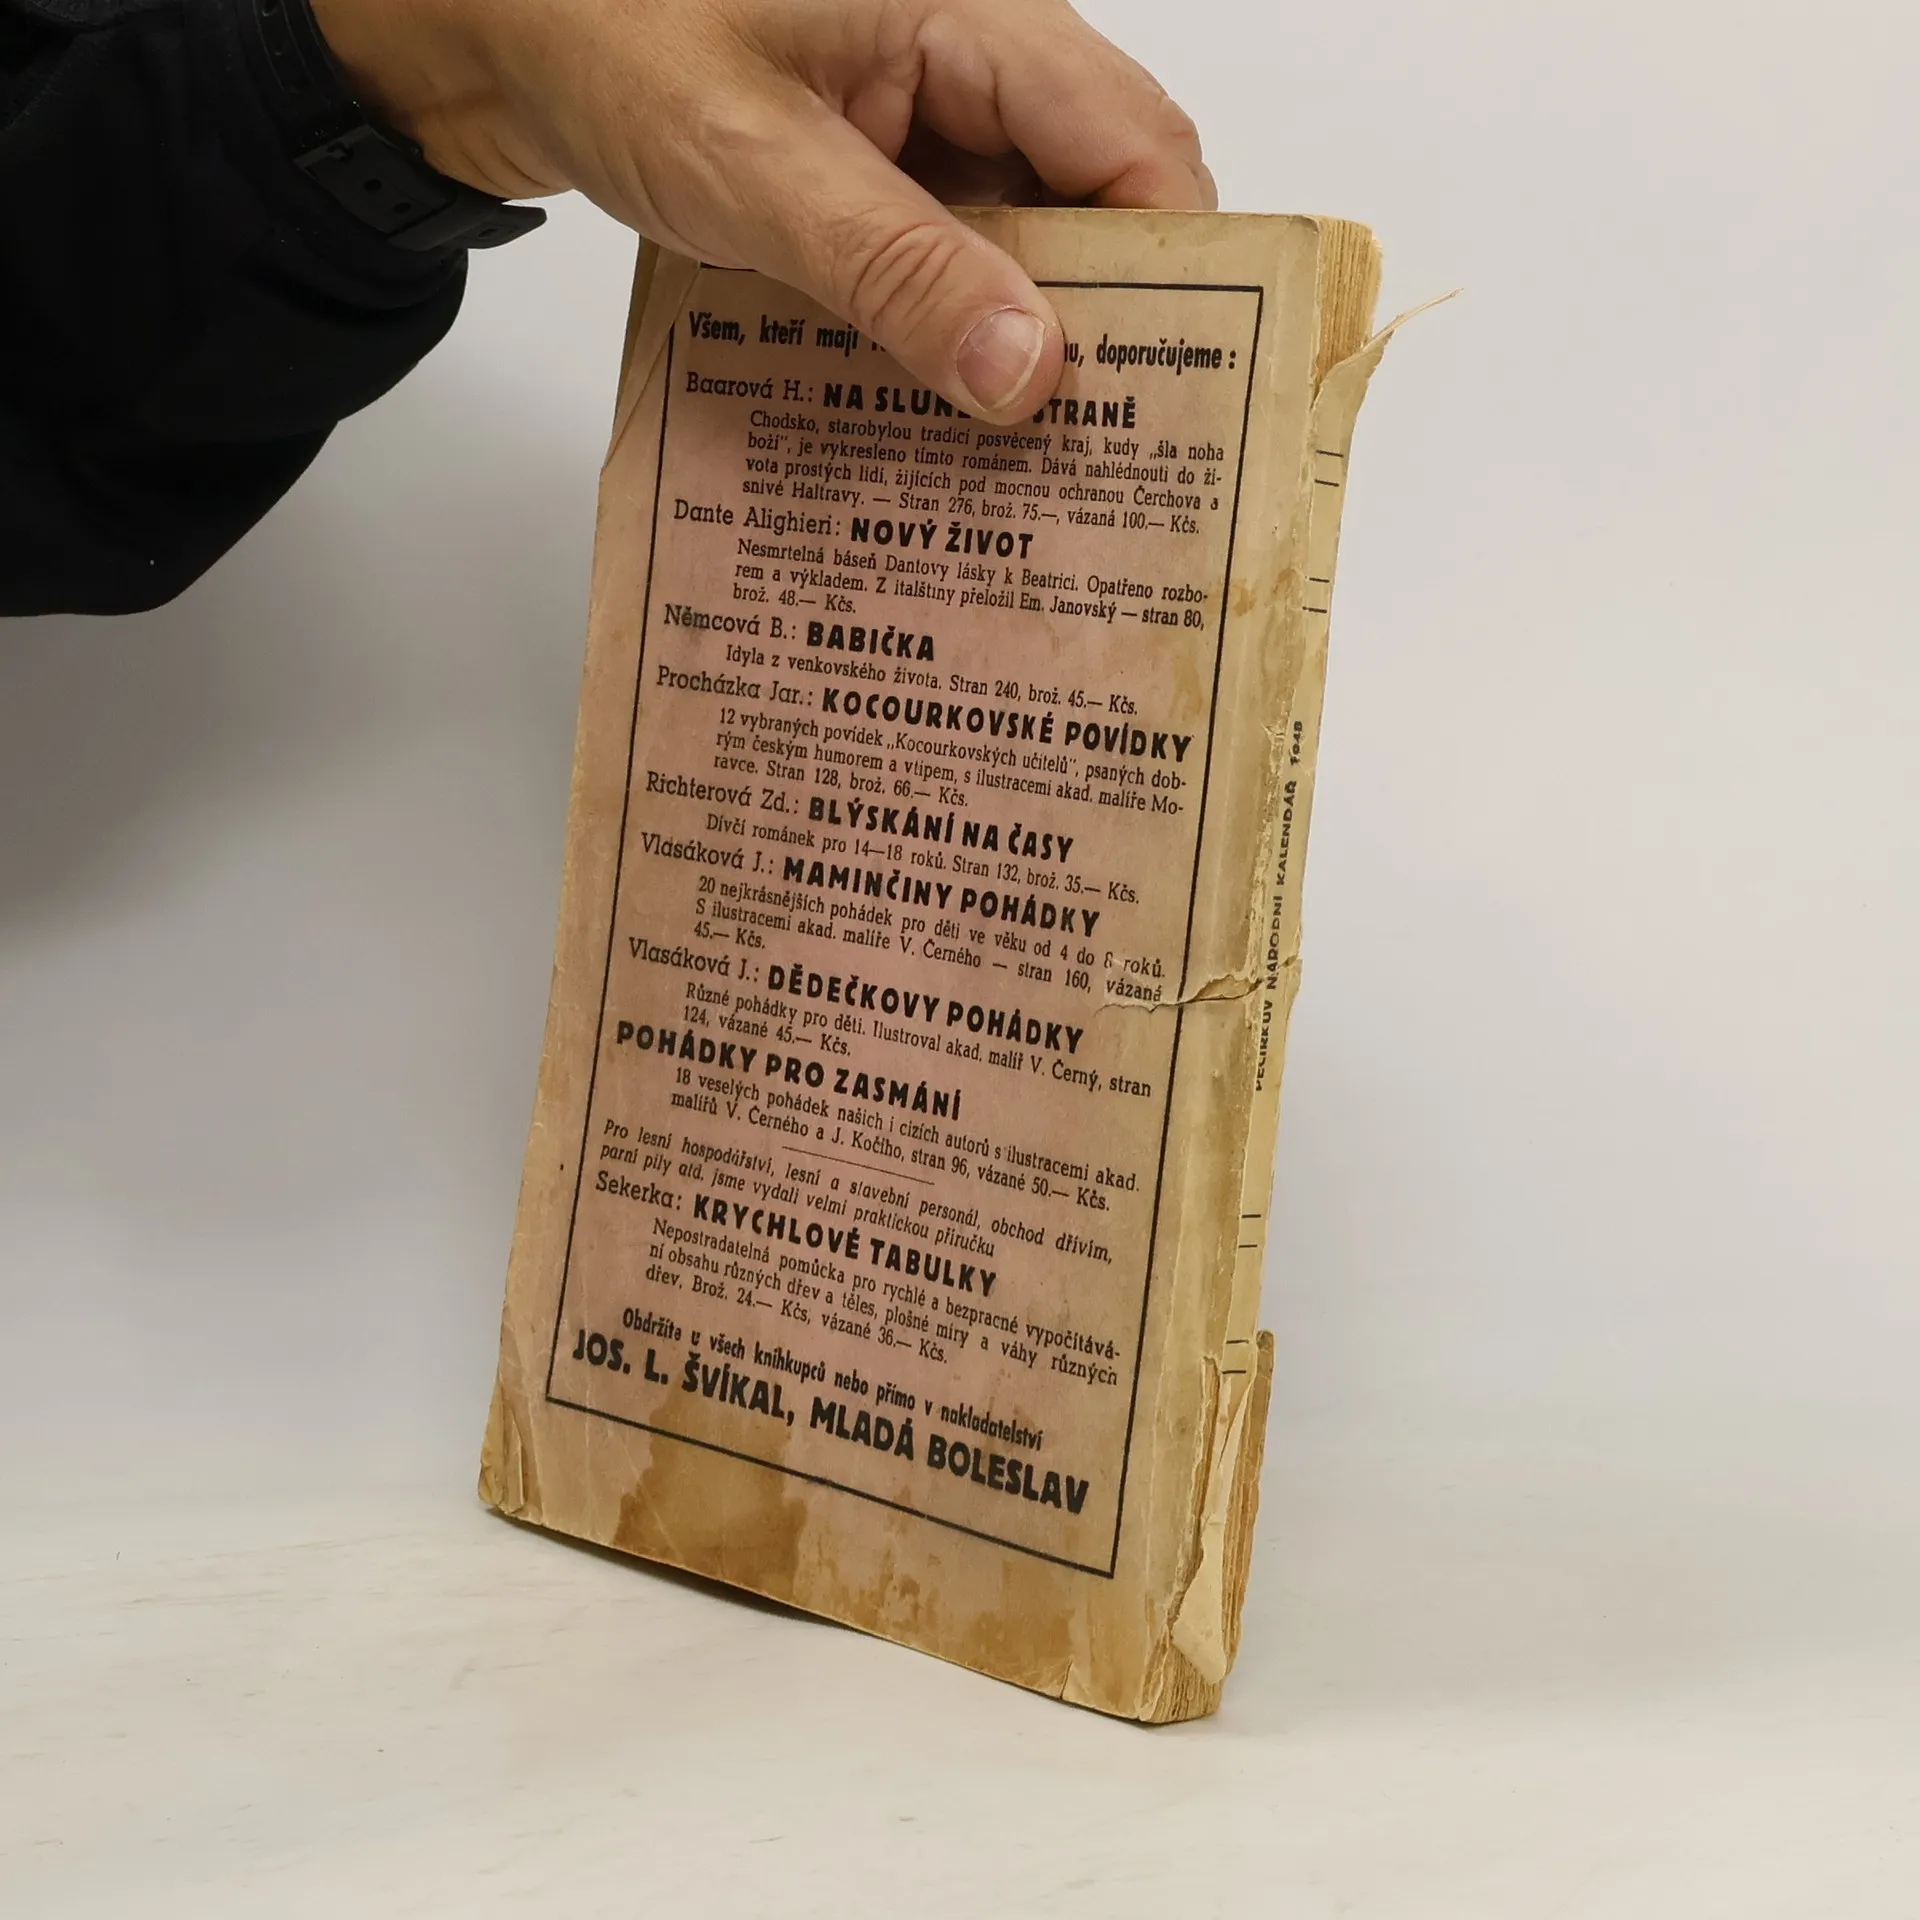 Všem, kteří mají doporučujeme:
Baarová H.: NA STRANĚ
Chodsko, starobylou tradicí posvěcený kraj, kudy „šla noha
boží", je vykresleno tímto románem. Dává nahlédnouti do ži-
vota prostých lidí, žijících pod mocnou ochranou Čerchova a
snivé Haltravy. — Stran 276, brož. 75.—, vázaná 100.— Kčs.
Dante Alighieri: NOVÝ ŽIVOT
Nesmrtelná báseň Dantovy lásky k Beatrici. Opatřeno rozbo-
rem a výkladem. Z italštiny přeložil Em. Janovský — stran 80,
brož. 48.— Kčs.
Němcová B.: BABIČKA
Idyla z venkovského života. Stran 240, brož. 45.— Kčs.
Procházka Jar.: KOCOURKOVSKÉ POVÍDKY
12 vybraných povídek „Kocourkovských učitelů", psaných dob-
rým českým humorem a vtipem, s ilustracemi akad. malíře Mo-
ravce. Stran 128, brož. 66.— Kčs.
Richterová Zd.: BLÝSKÁNÍ NA ČASY
Dívčí románek pro 14—18 roků. Stran 132, brož. 35.— Kčs.
Vlasáková J.: MAMINČINY POHÁDKY
20 nejkrásnějších pohádek pro děti ve věku od 4 do 8 roků.
S ilustracemi akad. malíře V. Černého — stran 160, vázaná
45.— Kčs.
Vlasáková J.: DĚDEČKOVY POHÁDKY
Různé pohádky pro děti. Ilustroval akad. malíř V. Černý, stran
124, vázané 45.— Kčs.
POHÁDKY PRO ZASMÁNÍ
18 veselých pohádek našich i cizích autorů s ilustracemi akad.
malířů V. Černého a J. Kočího, stran 96, vázané 50.— Kčs.
Pro lesní hospodářství, lesní a stavební personál, obchod dřívím,
parní pily atd. jsme vydali velmi praktickou příručku
Sekerka: KRYCHLOVÉ TABULKY
Nepostradatelná pomůcka pro rychlé a bezpracné vypočítává-
ní obsahu různých dřev a těles, plošné míry a váhy různých
dřev. Brož. 24.— Kčs, vázané 36.— Kčs.
Obdržíte u všech knihkupců nebo přímo v nakladatelství
JOS. L. ŠVÍKAL, MLADÁ BOLESLAV
PEČÍRKŮV NÁRODNÍ KALENDÁŘ 1948